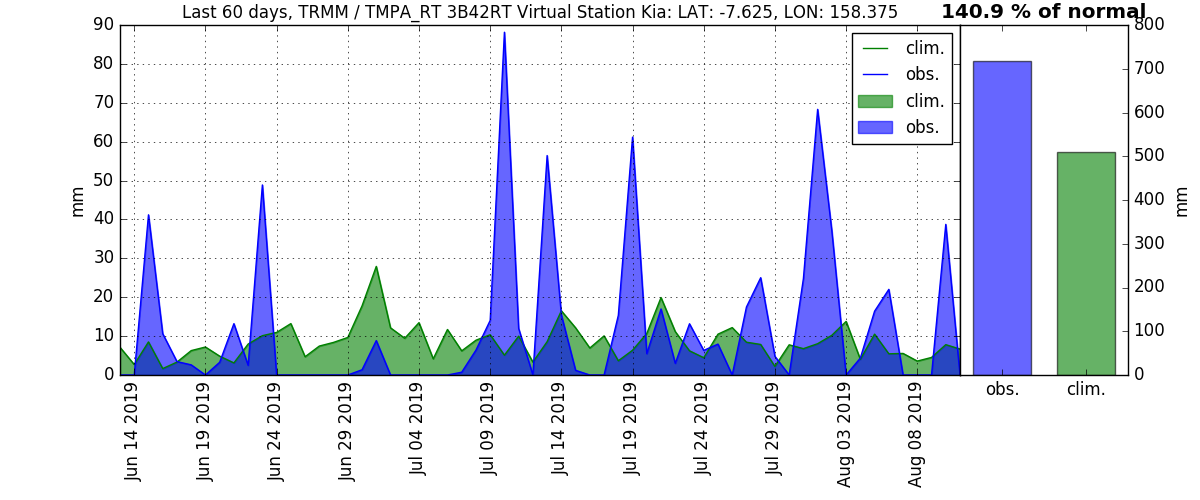 Last 60 days, TRMM / TMPA_RT 3B42RT Virtual Station Kia: LAT: -7.625, LON: 158.375
140.9 % of normal
90
80
70
60
50
40
30
20
10
0
mm
clim.
obs.
clim.
obs.
800
700
600
500
400
300
200
100
0
mm
Jun 14 2019
Jun 19 2019
Jun 24 2019
Jun 29 2019
Jul 04 2019
Jul 09 2019
Jul 14 2019
Jul 19 2019
Jul 24 2019
Jul 29 2019
Aug 03 2019
Aug 08 2019
obs.
clim.